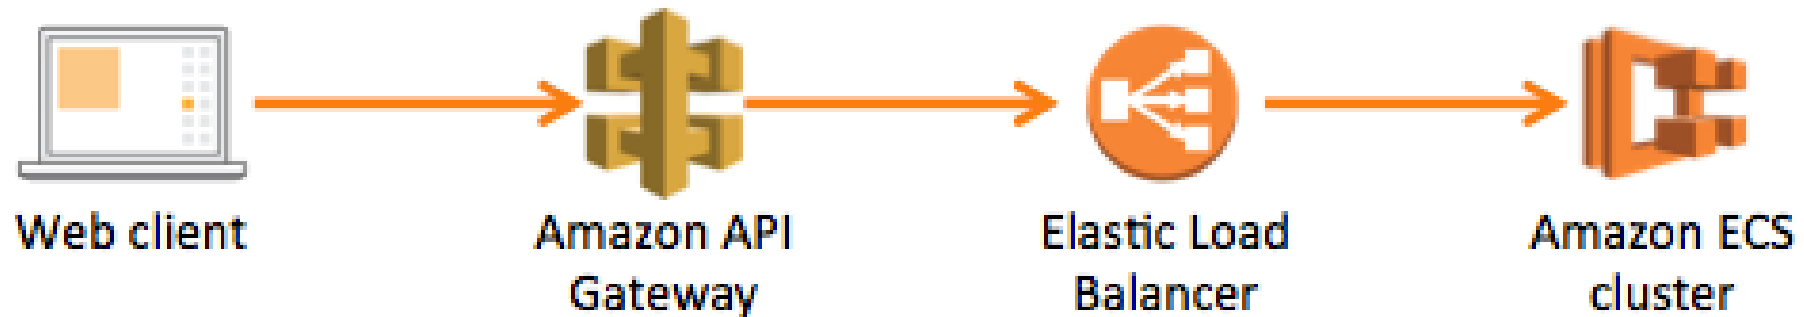 Web client
Amazon API
Gateway
Elastic Load
Balancer
Amazon ECS
cluster